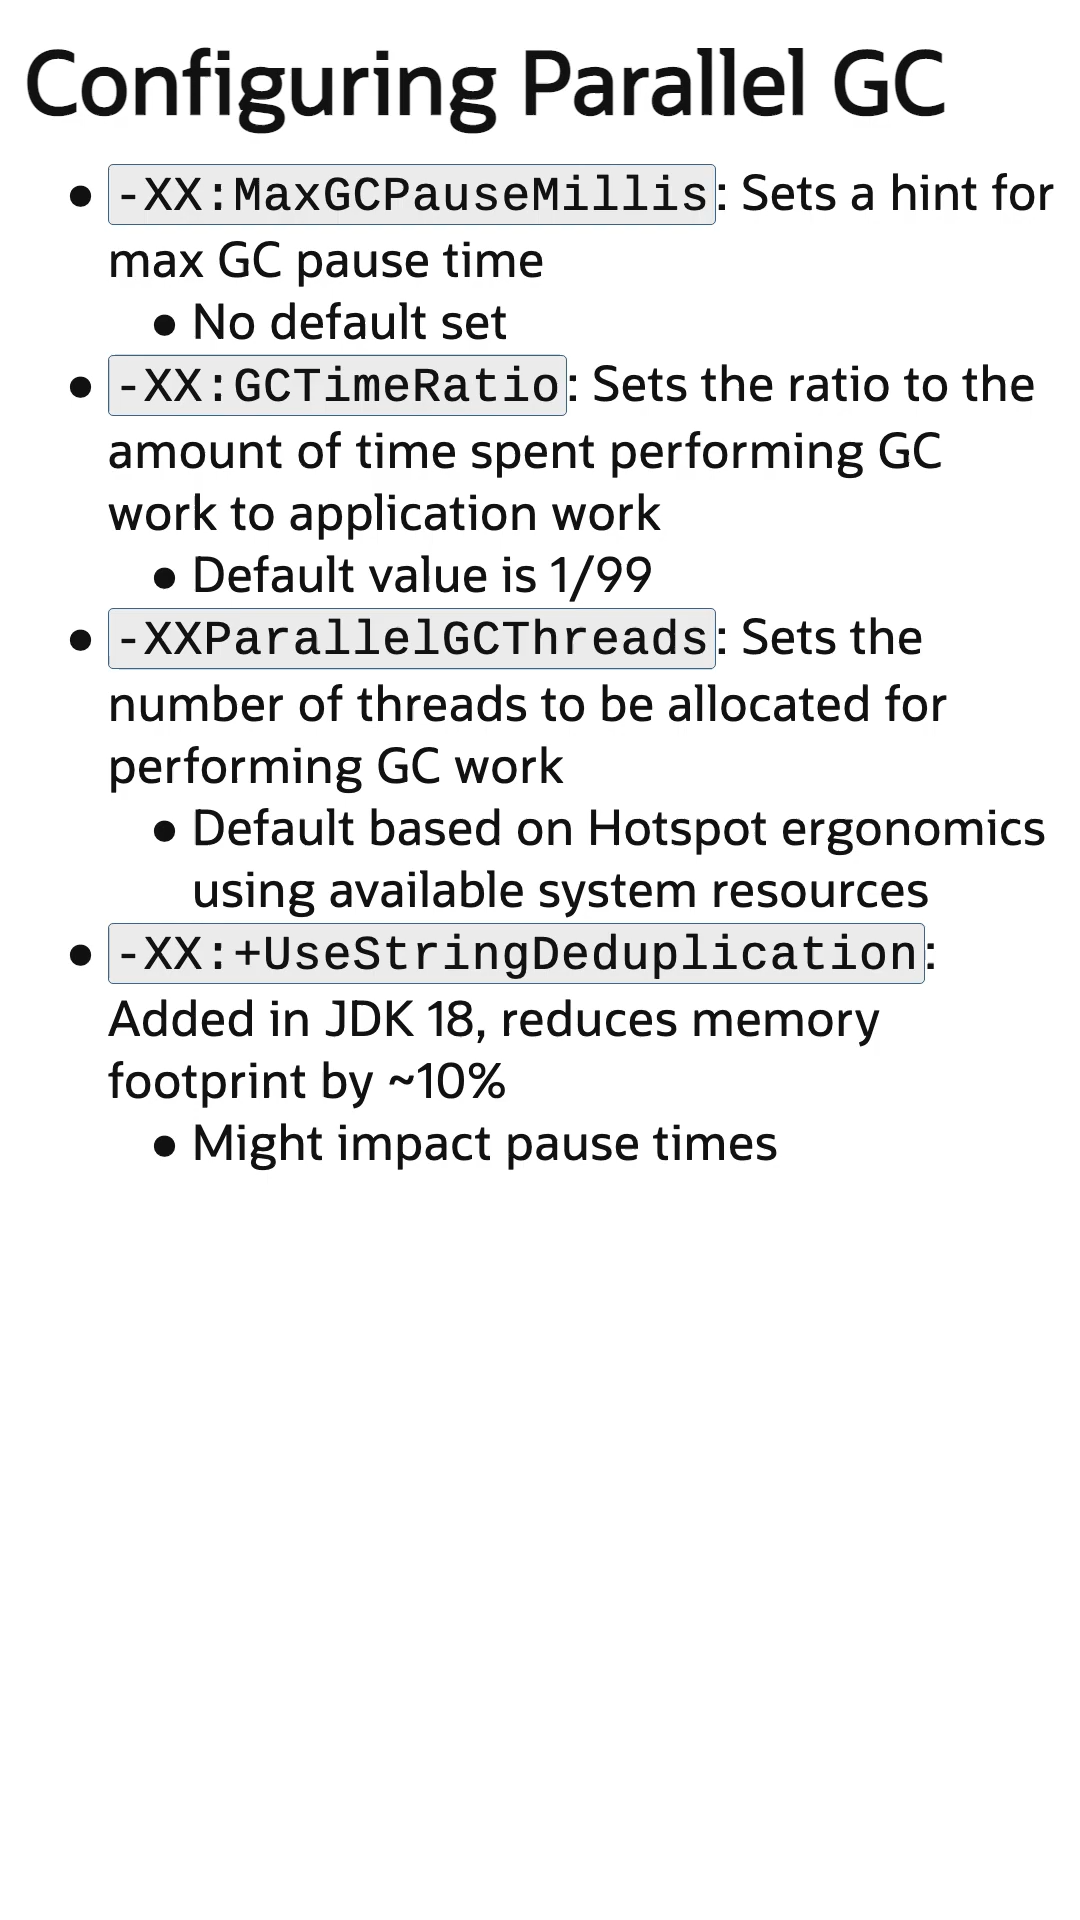 Configuring Parallel GC
● -XX:MaxGCPauseMillis: Sets a hint for
max GC pause time
● No default set
● -XX:GCTimeRatio: Sets the ratio to the
amount of time spent performing GC
work to application work
● Default value is 1/99
● -XXParallelGCThreads: Sets the
number of threads to be allocated for
performing GC work
● Default based on Hotspot ergonomics
using available system resources
● -XX:+UseStringDeduplication:
Added in JDK 18, reduces memory
footprint by ~10%
● Might impact pause times